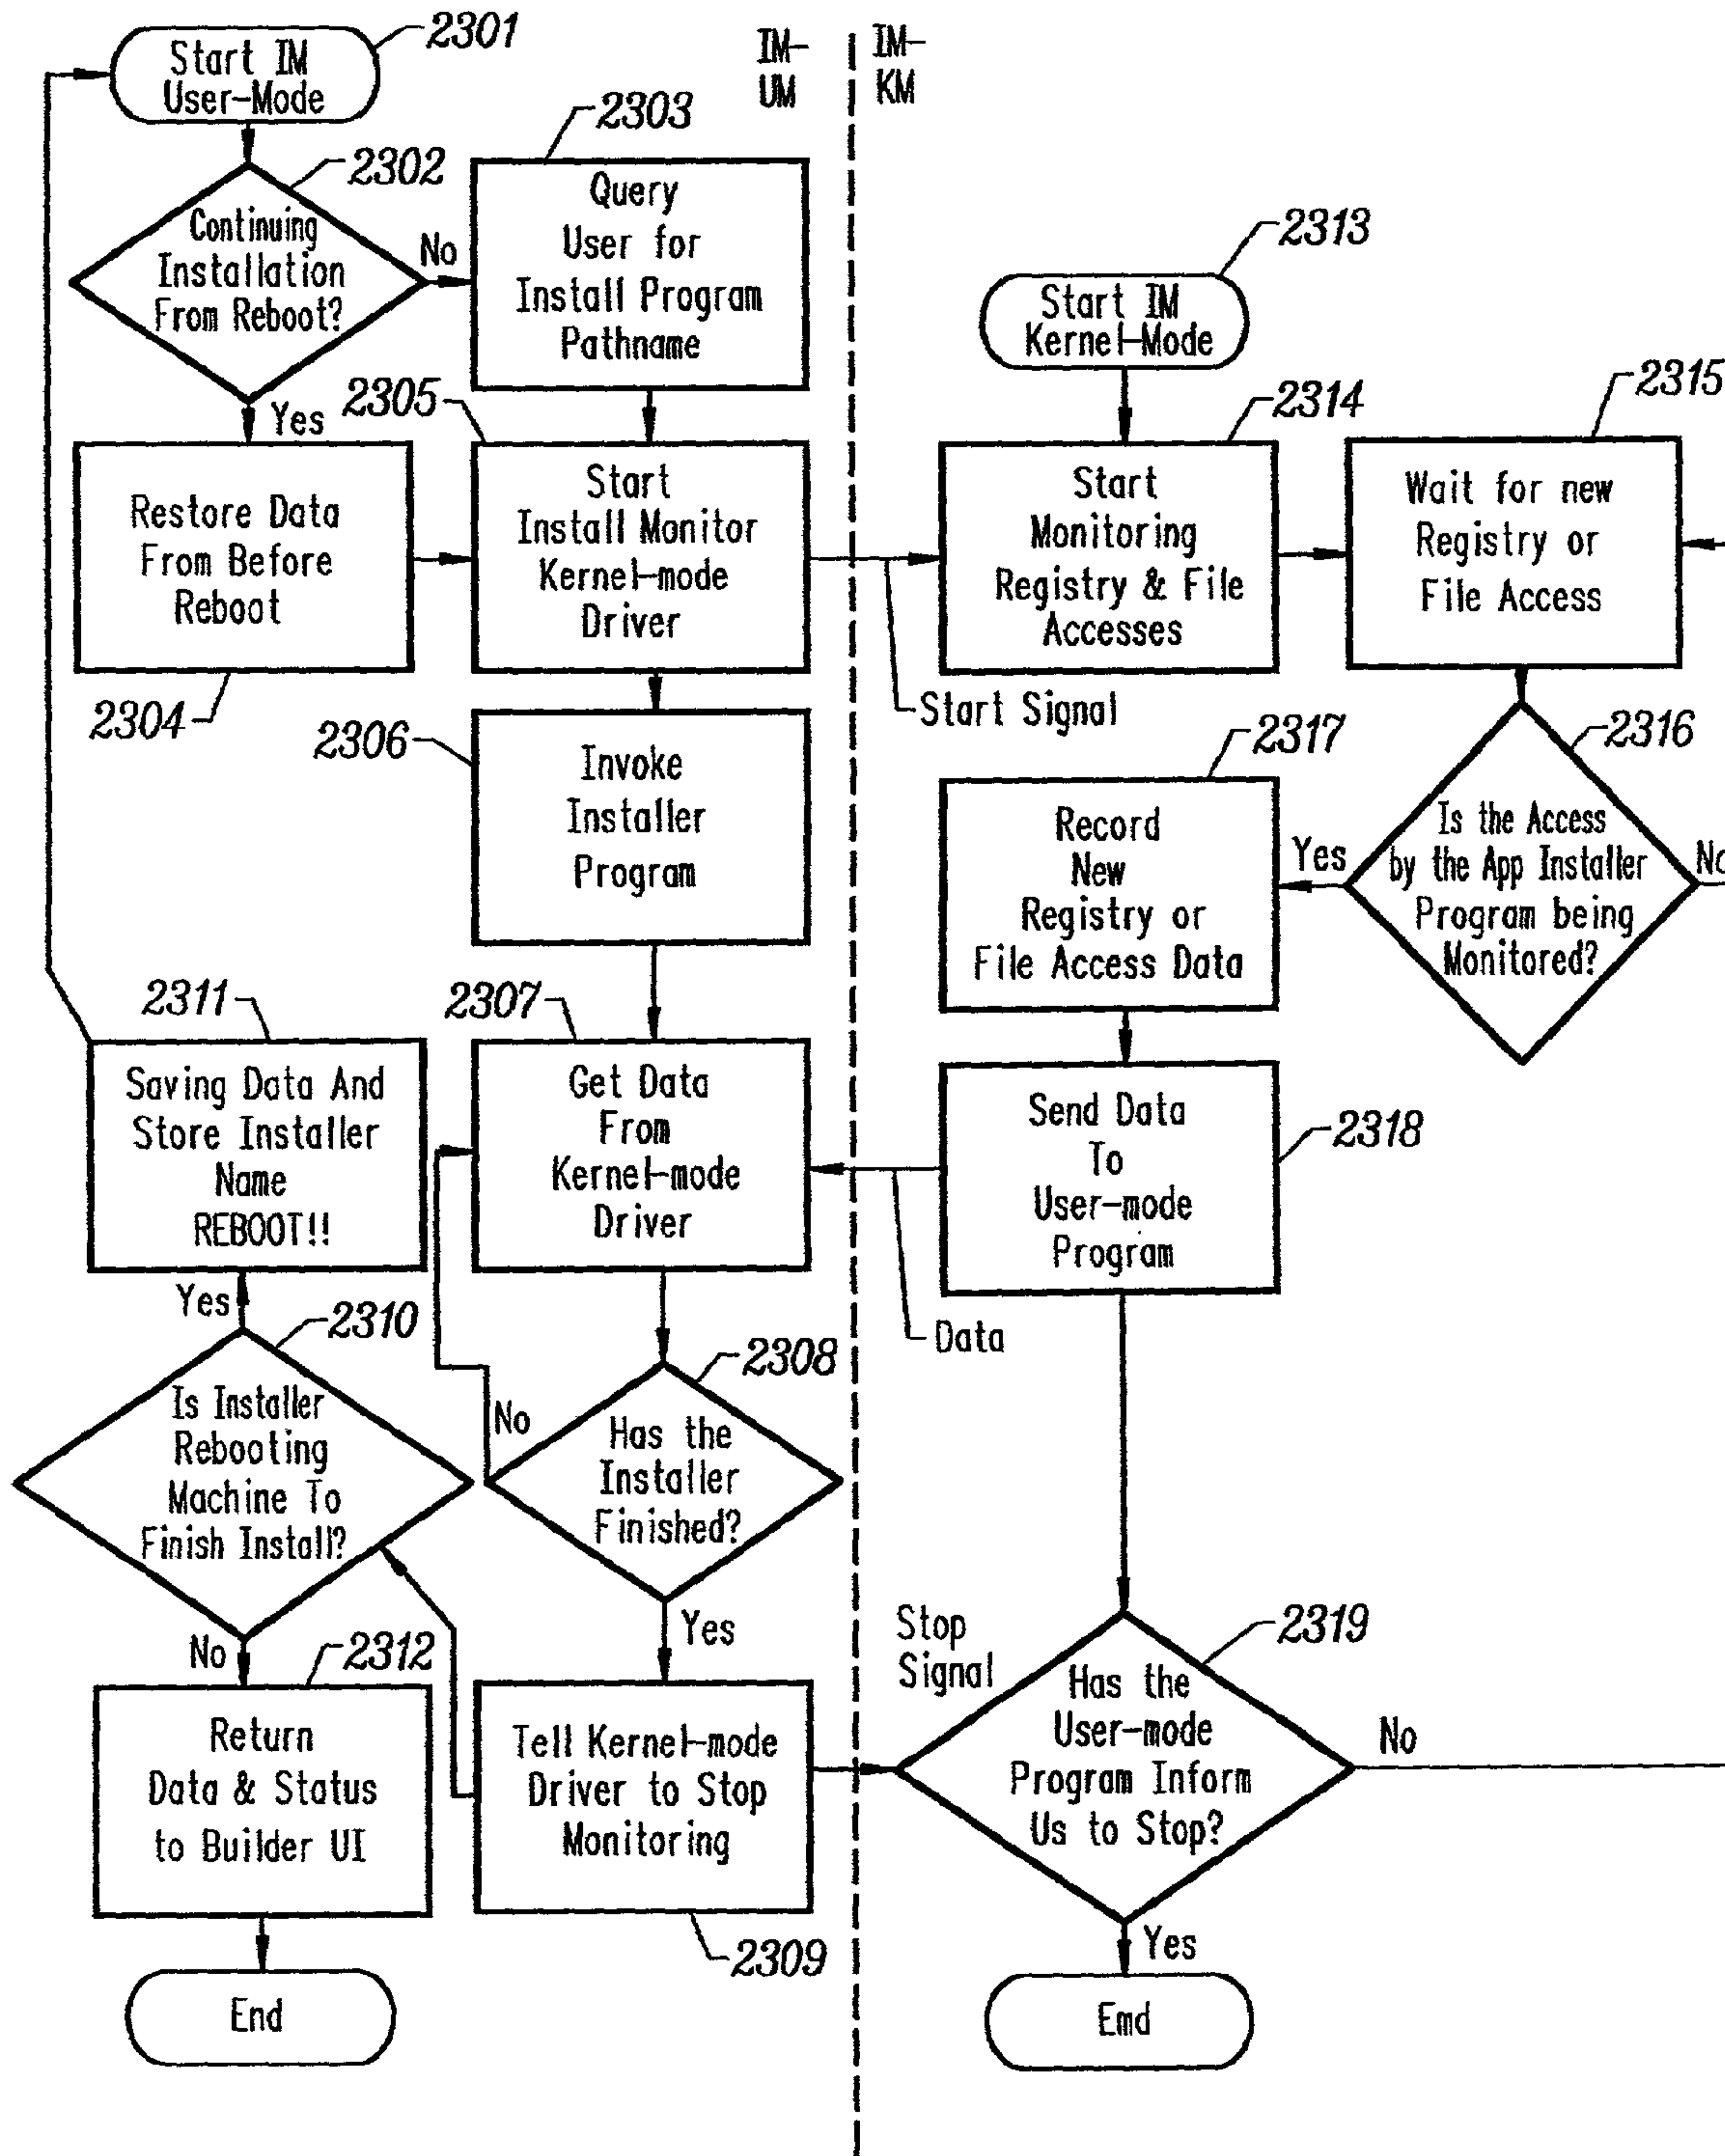 2301
Start IM
User-Mode
IM-
UM
IM-
KM
2302
Continuing
Installation
From Reboot?
No
Yes
2303
Query
User for
Install Program
Pathname
2304
Restore Data
From Before
Reboot
2305
Start
Install Monitor
Kernel-mode
Driver
Start Signal
2306
Invoke
Installer
Program
2307
Get Data
From
Kernel-mode
Driver
Data
2308
Has the
Installer
Finished?
No
Yes
2309
Tell Kernel-mode
Driver to Stop
Monitoring
Stop
Signal
2310
Is Installer
Rebooting
Machine To
Finish Install?
Yes
No
2311
Saving Data And
Store Installer
Name
REBOOT!!
2312
Return
Data & Status
to Builder UI
End
2313
Start IM
Kernel-Mode
2314
Start
Monitoring
Registry & File
Accesses
2315
Wait for new
Registry or
File Access
2316
Is the Access
by the App Installer
Program being
Monitored?
Yes
No
2317
Record
New
Registry or
File Access Data
2318
Send Data
To
User-mode
Program
2319
Has the
User-mode
Program Inform
Us to Stop?
No
Yes
Emd